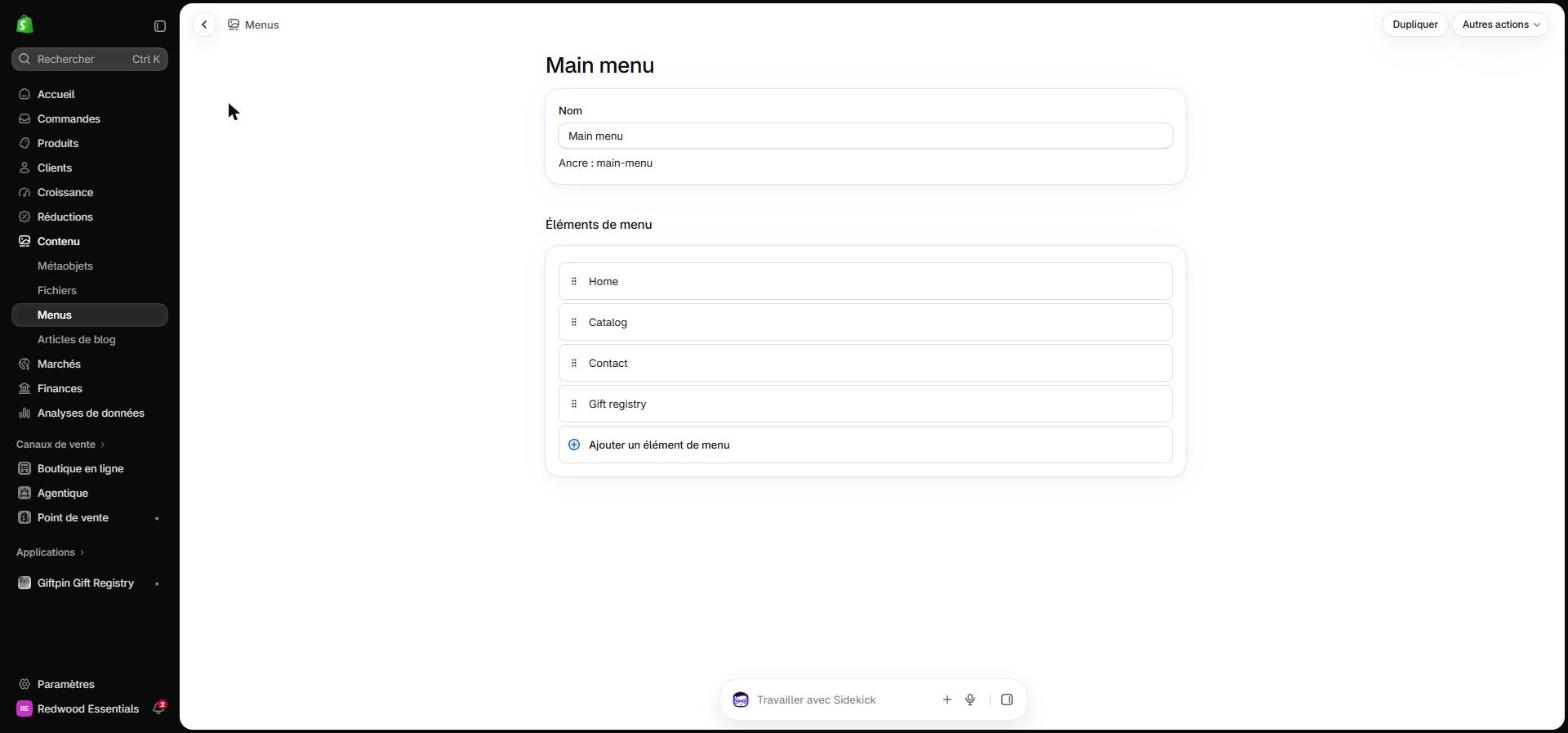 Rechercher Ctrl K
Accueil
Commandes
Produits
Clients
Croissance
Réductions
Contenu
Métaobjets
Fichiers
Menus
Articles de blog
Marchés
Finances
Analyses de données
Canaux de vente
Boutique en ligne
Agentique
Point de vente
Applications
Giftpin Gift Registry
Paramètres
RE Redwood Essentials 2
Menus
Dupliquer Autres actions
Main menu
Nom
Main menu
Ancre : main-menu
Éléments de menu
Home
Catalog
Contact
Gift registry
Ajouter un élément de menu
Travailler avec Sidekick